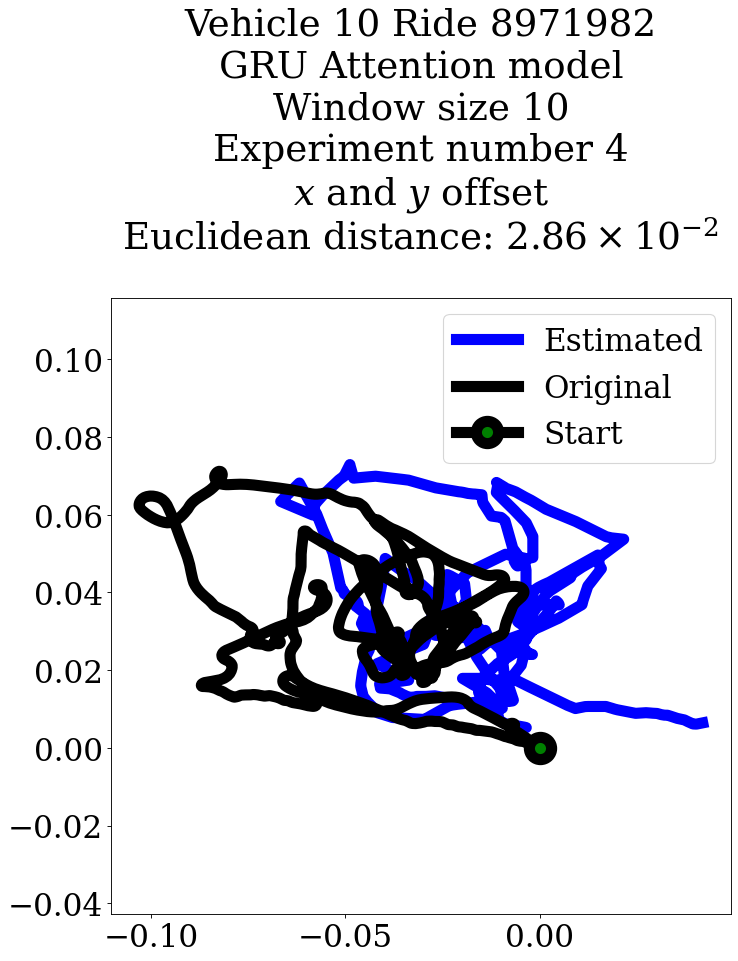 Vehicle 10 Ride 8971982
GRU Attention model
Window size 10
Experiment number 4
x and y offset
Euclidean distance: 2.86 × 10⁻²
Estimated
Original
Start
0.10
0.08
0.06
0.04
0.02
0.00
−0.02
−0.04
−0.10
−0.05
0.00